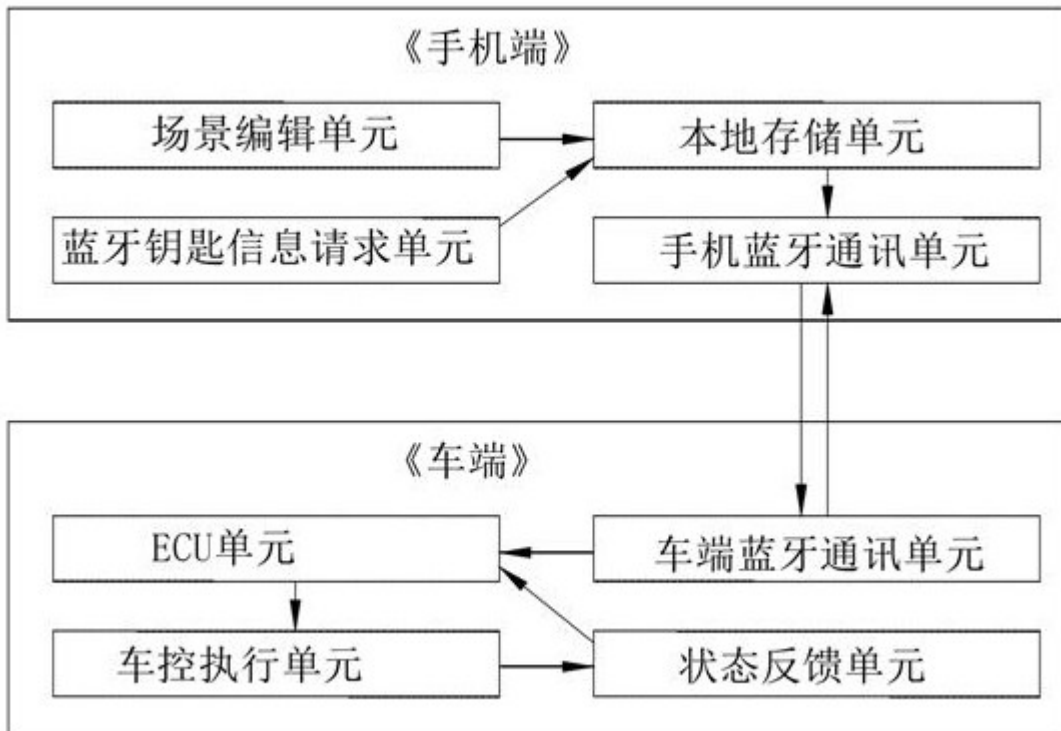 《手机端》
场景编辑单元
本地存储单元
蓝牙钥匙信息请求单元
手机蓝牙通讯单元
《车端》
ECU单元
车端蓝牙通讯单元
车控执行单元
状态反馈单元